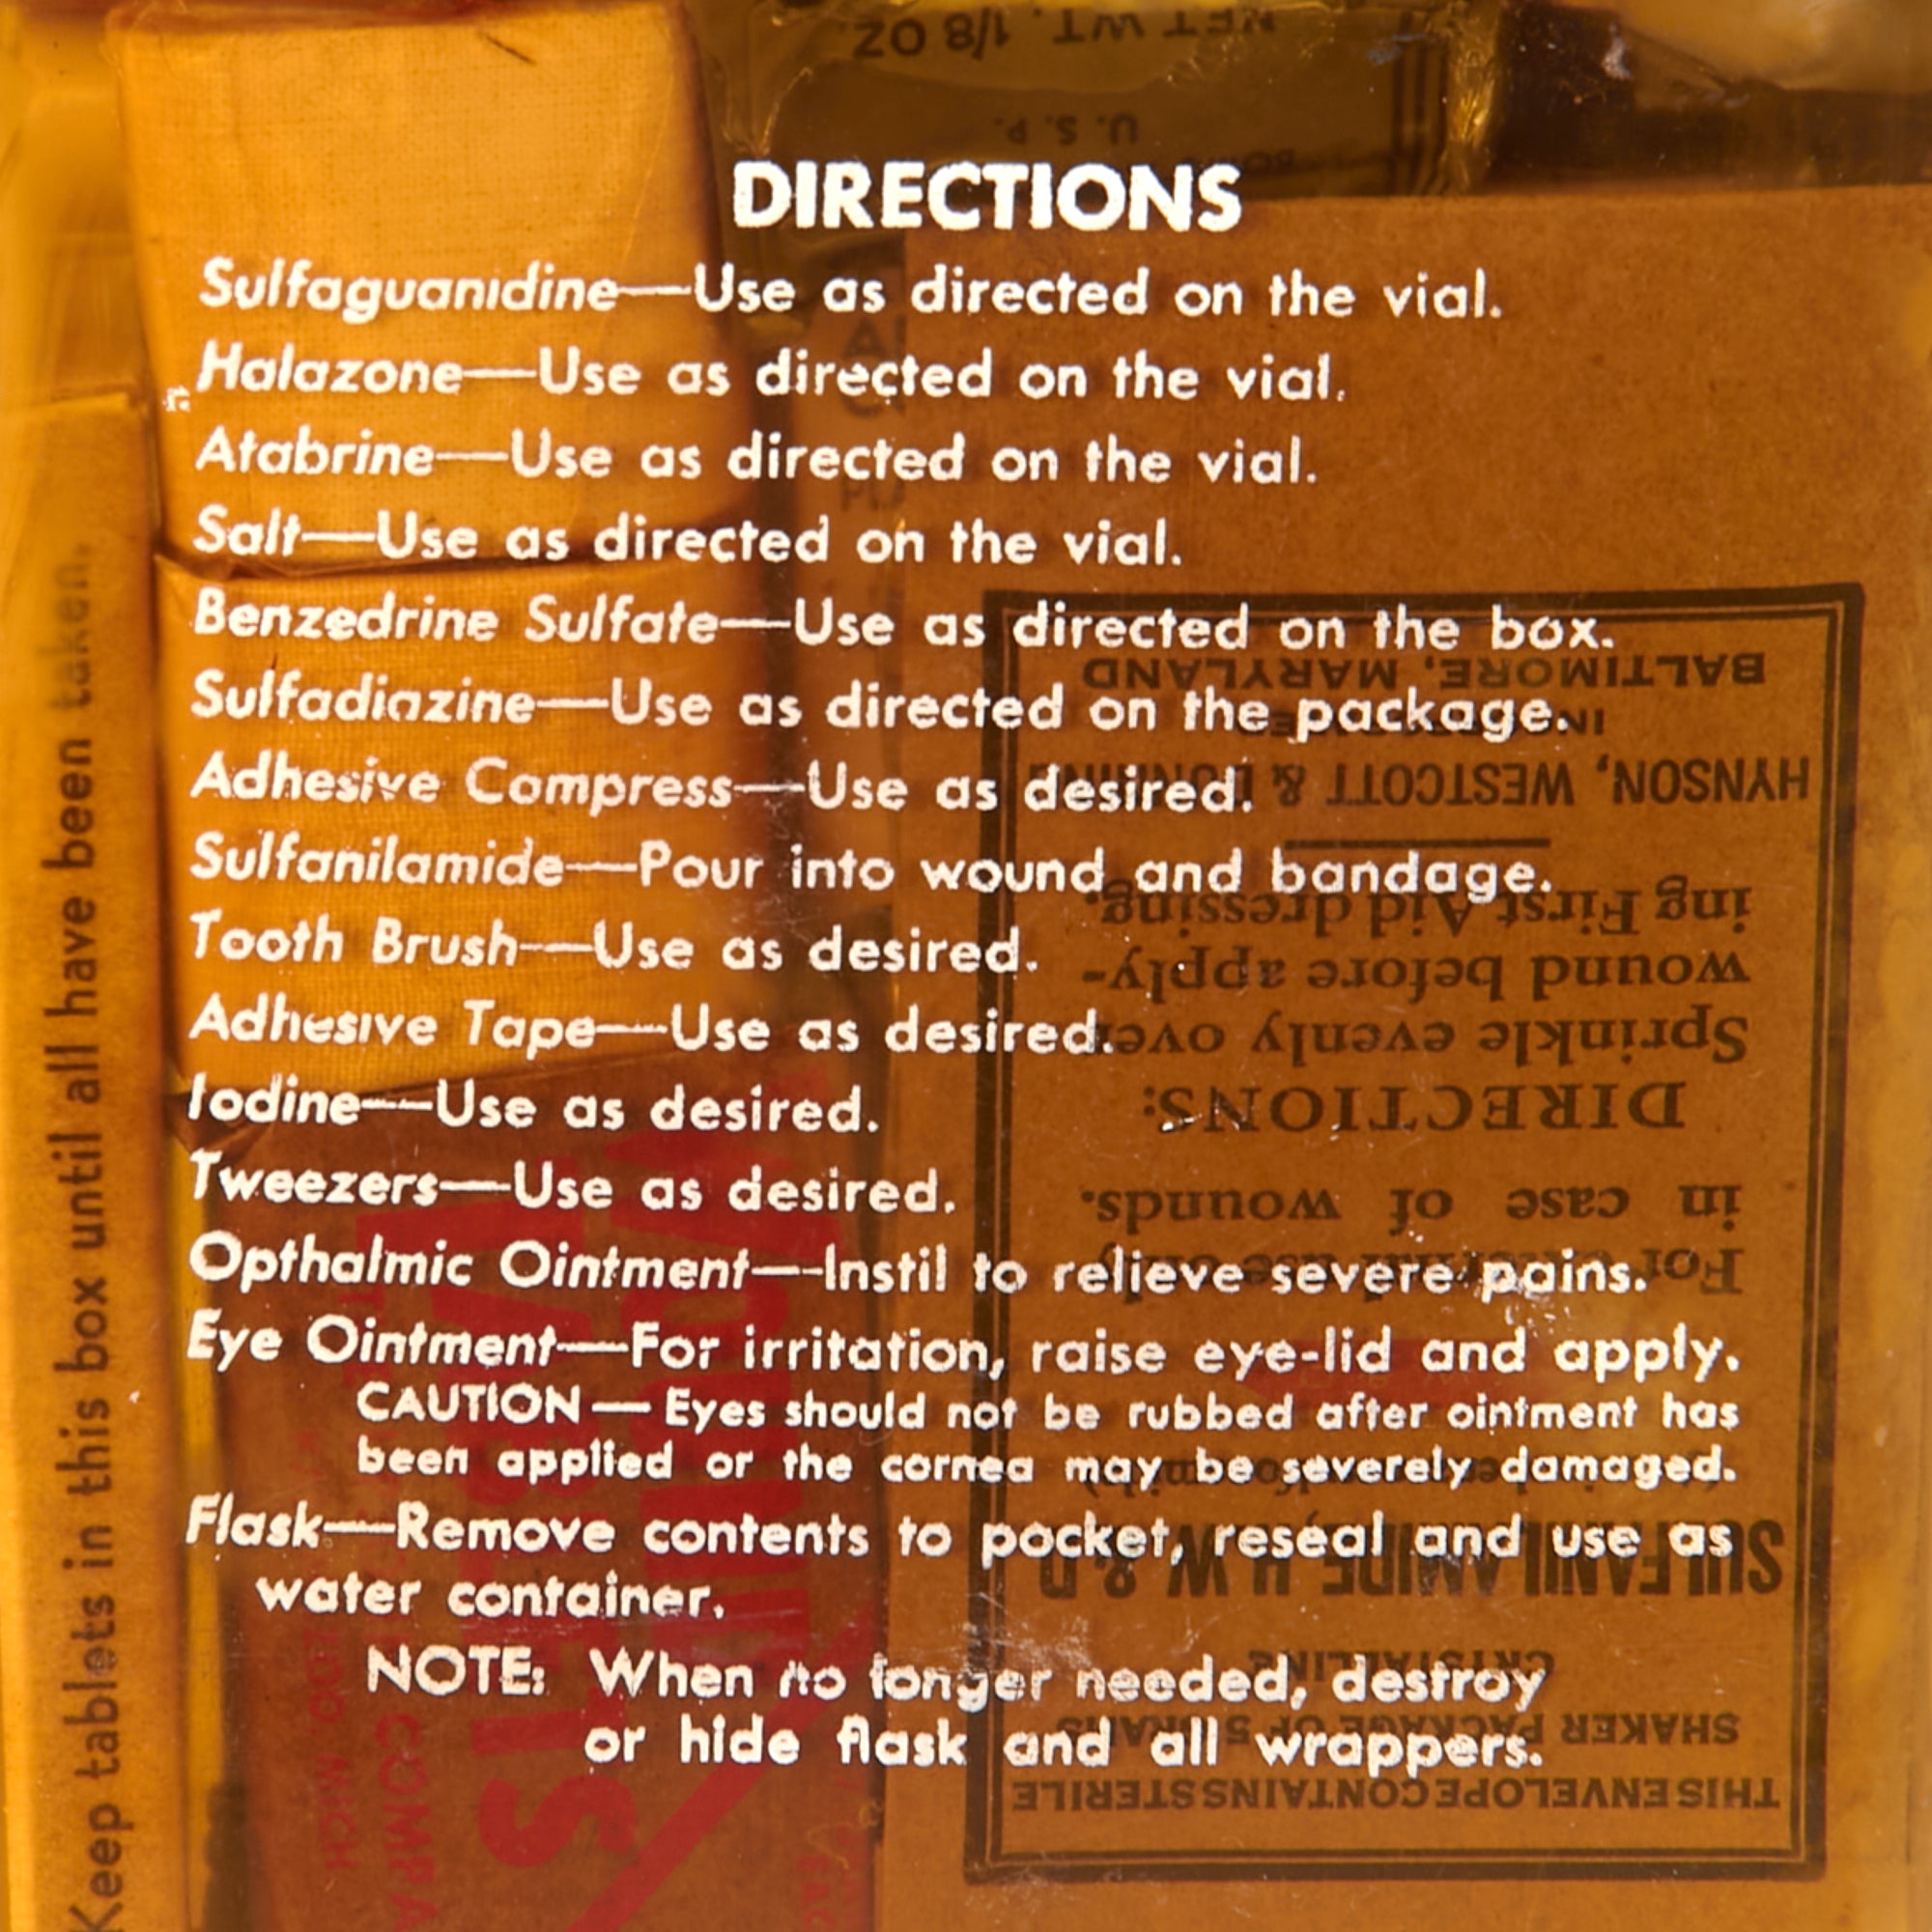 DIRECTIONS
Sulfaguanidine—Use as directed on the vial.
Halazone—Use as directed on the vial.
Atabrine—Use as directed on the vial.
Salt—Use as directed on the vial.
Benzedrine Sulfate—Use as directed on the box.
Sulfadiazine—Use as directed on the package.
Adhesive Compress—Use as desired.
Sulfanilamide—Pour into wound and bandage.
Tooth Brush—Use as desired.
Adhesive Tape—Use as desired.
Iodine—Use as desired.
Tweezers—Use as desired.
Opthalmic Ointment—Instil to relieve severe pains.
Eye Ointment—For irritation, raise eye-lid and apply.
CAUTION — Eyes should not be rubbed after ointment has
been applied or the cornea may be severely damaged.
Flask—Remove contents to pocket, reseal and use as
water container.
NOTE: When no longer needed, destroy
or hide flask and all wrappers.
Keep tablets in this box until all have been taken.
NET WT. 1/8 OZ.
U. S. P.
THIS ENVELOPE CONTAINS STERILE
SHAKER PACKAGE OF 5 GRAMS
CRYSTALLINE
SULFANILAMIDE H. W. & D.
For
in case of wounds.
DIRECTIONS:
Sprinkle evenly over
wound before apply-
ing First Aid dressing.
HYNSON, WESTCOTT &
BALTIMORE, MARYLAND